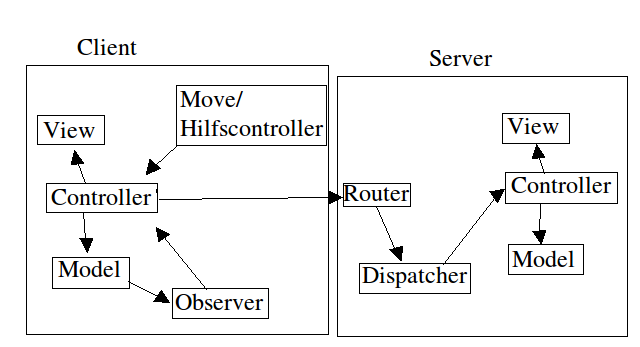 Client
Move/
Hilfscontroller
View
Controller
Model
Observer
Server
View
Router
Controller
Dispatcher
Model